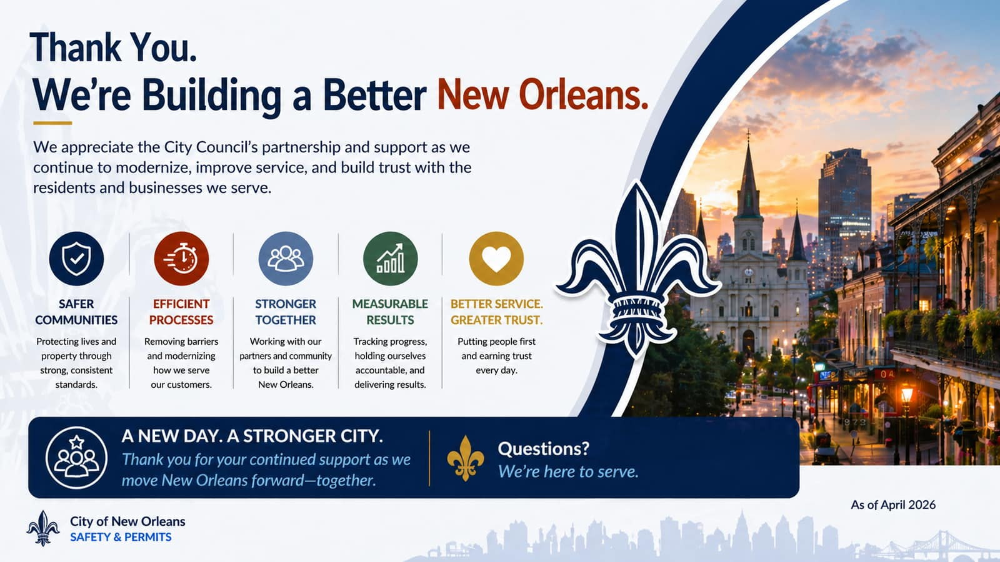 Thank You.
We're Building a Better New Orleans.
We appreciate the City Council's partnership and support as we
continue to modernize, improve service, and build trust with the
residents and businesses we serve.
SAFER
COMMUNITIES
Protecting lives and
property through
strong, consistent
standards.
EFFICIENT
PROCESSES
Removing barriers
and modernizing
how we serve
our customers.
STRONGER
TOGETHER
Working with our
partners and community
to build a better
New Orleans.
MEASURABLE
RESULTS
Tracking progress,
holding ourselves
accountable, and
delivering results.
BETTER SERVICE.
GREATER TRUST.
Putting people first
and earning trust
every day.
A NEW DAY. A STRONGER CITY.
Thank you for your continued support as we
move New Orleans forward—together.
Questions?
We're here to serve.
As of April 2026
City of New Orleans
SAFETY & PERMITS